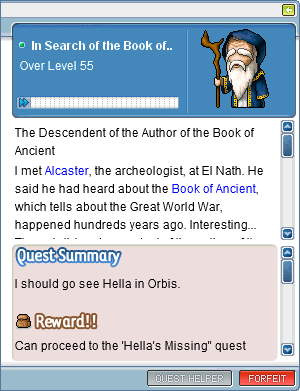 In Search of the Book of..
Over Level 55
The Descendent of the Author of the Book of
Ancient
I met Alcaster, the archeologist, at El Nath. He
said he had heard about the Book of Ancient,
which tells about the Great World War,
happened hundreds years ago. Interesting...
Quest Summary
I should go see Hella in Orbis.
Reward!!
Can proceed to the 'Hella's Missing" quest
QUEST HELPER
FORFEIT